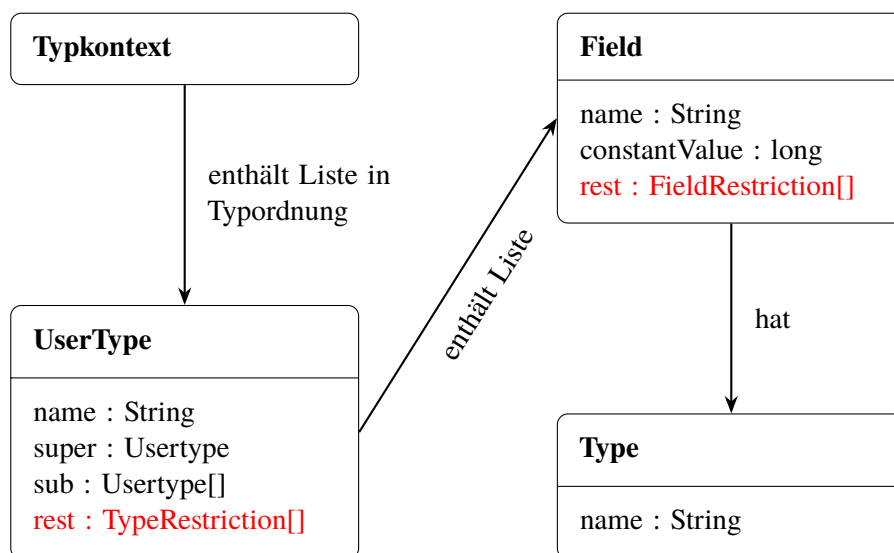 Typkontext
enthält Liste in
Typordnung
UserType
name : String
super : Usertype
sub : Usertype[]
rest : TypeRestriction[]
enthält Liste
Field
name : String
constantValue : long
rest : FieldRestriction[]
hat
Type
name : String